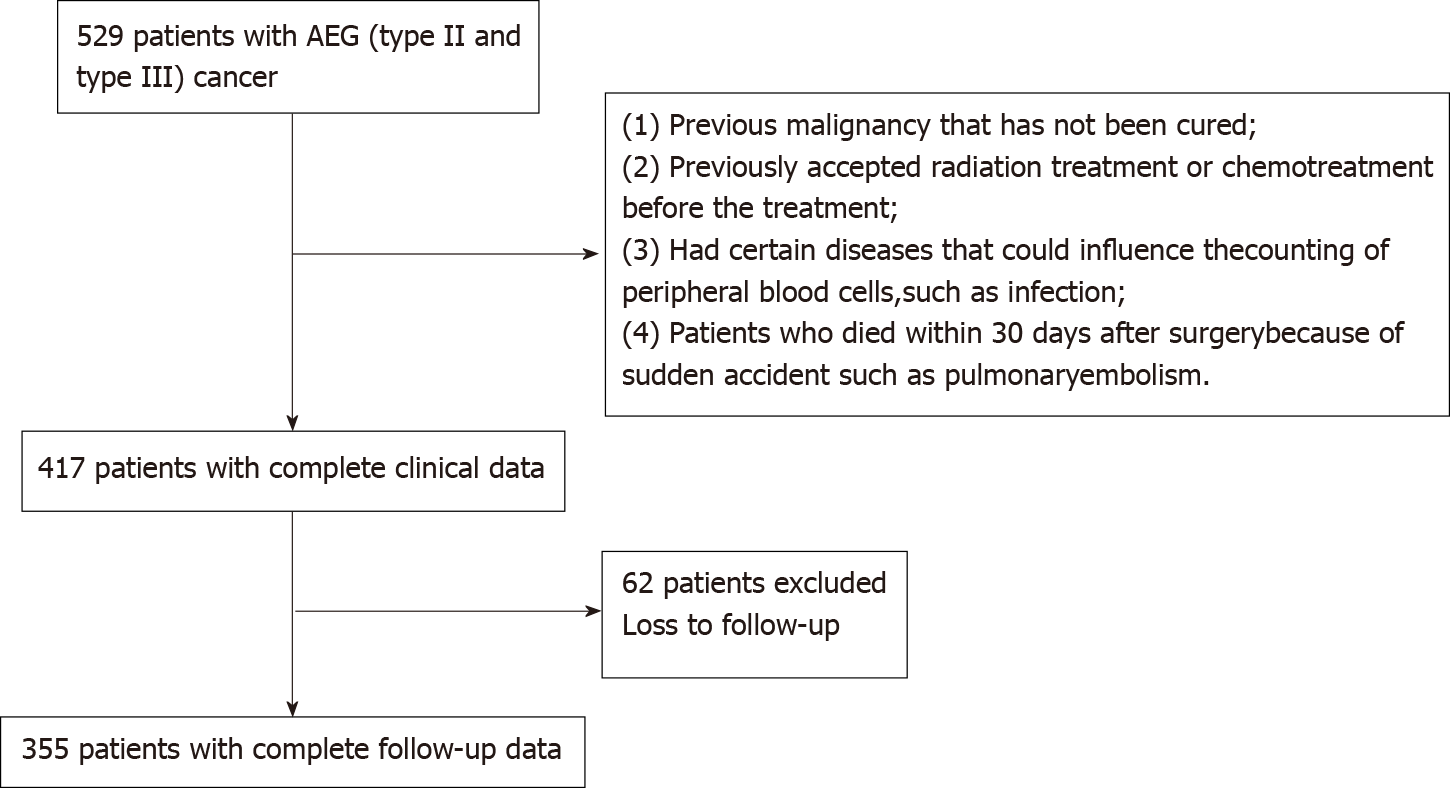 529 patients with AEG (type II and
type III) cancer
(1) Previous malignancy that has not been cured;
(2) Previously accepted radiation treatment or chemotreatment
before the treatment;
(3) Had certain diseases that could influence thecounting of
peripheral blood cells,such as infection;
(4) Patients who died within 30 days after surgerybecause of
sudden accident such as pulmonaryembolism.
417 patients with complete clinical data
62 patients excluded
Loss to follow-up
355 patients with complete follow-up data